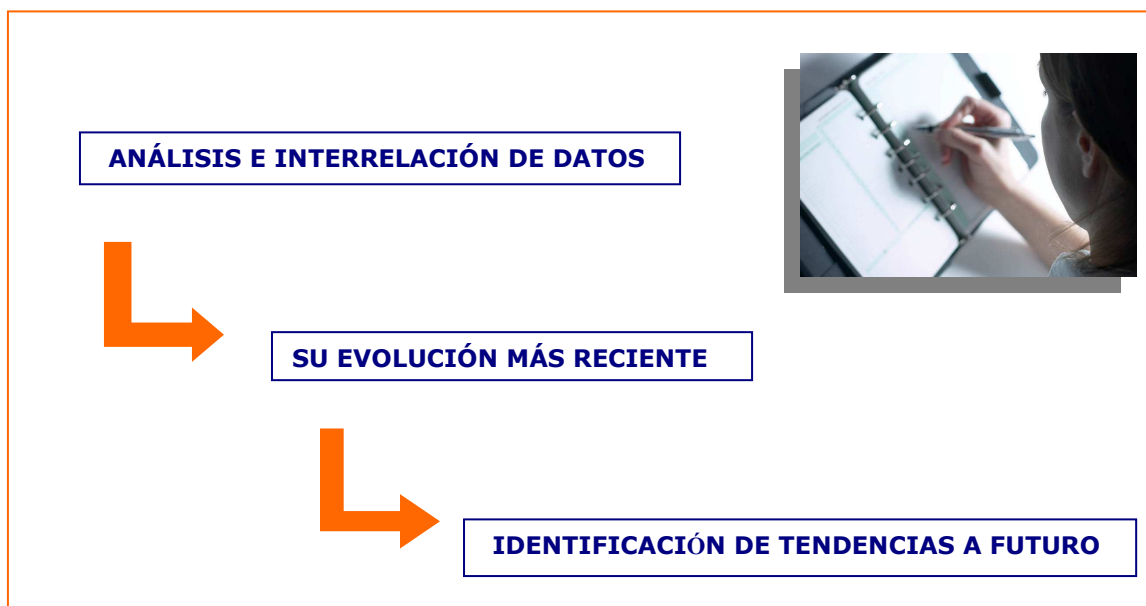 ANÁLISIS E INTERRELACIÓN DE DATOS
SU EVOLUCIÓN MÁS RECIENTE
IDENTIFICACIÓN DE TENDENCIAS A FUTURO